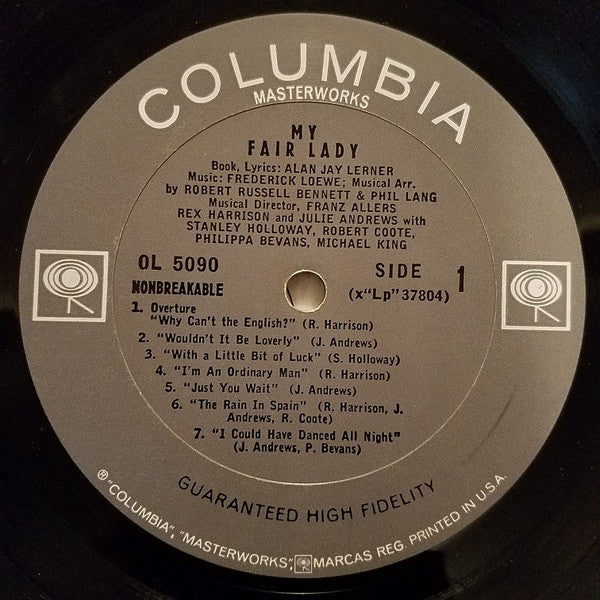 COLUMBIA
MASTERWORKS
MY
FAIR LADY
Book, Lyrics: ALAN JAY LERNER
Music: FREDERICK LOEWE; Musical Arr.
by ROBERT RUSSELL BENNETT & PHIL LANG
Musical Director, FRANZ ALLERS
REX HARRISON and JULIE ANDREWS with
STANLEY HOLLOWAY, ROBERT COOTE,
PHILIPPA BEVANS, MICHAEL KING
OL 5090
NONBREAKABLE
SIDE 1
(x"Lp" 37804)
1. Overture
"Why Can't the English?" (R. Harrison)
2. "Wouldn't It Be Loverly" (J. Andrews)
3. "With a Little Bit of Luck" (S. Holloway)
4. "I'm An Ordinary Man" (R. Harrison)
5. "Just You Wait" (J. Andrews)
6. "The Rain In Spain" (R. Harrison, J.
Andrews, R. Coote)
7. "I Could Have Danced All Night"
(J. Andrews, P. Bevans)
GUARANTEED HIGH FIDELITY
® "COLUMBIA", "MASTERWORKS", MARCAS REG. PRINTED IN U.S.A.